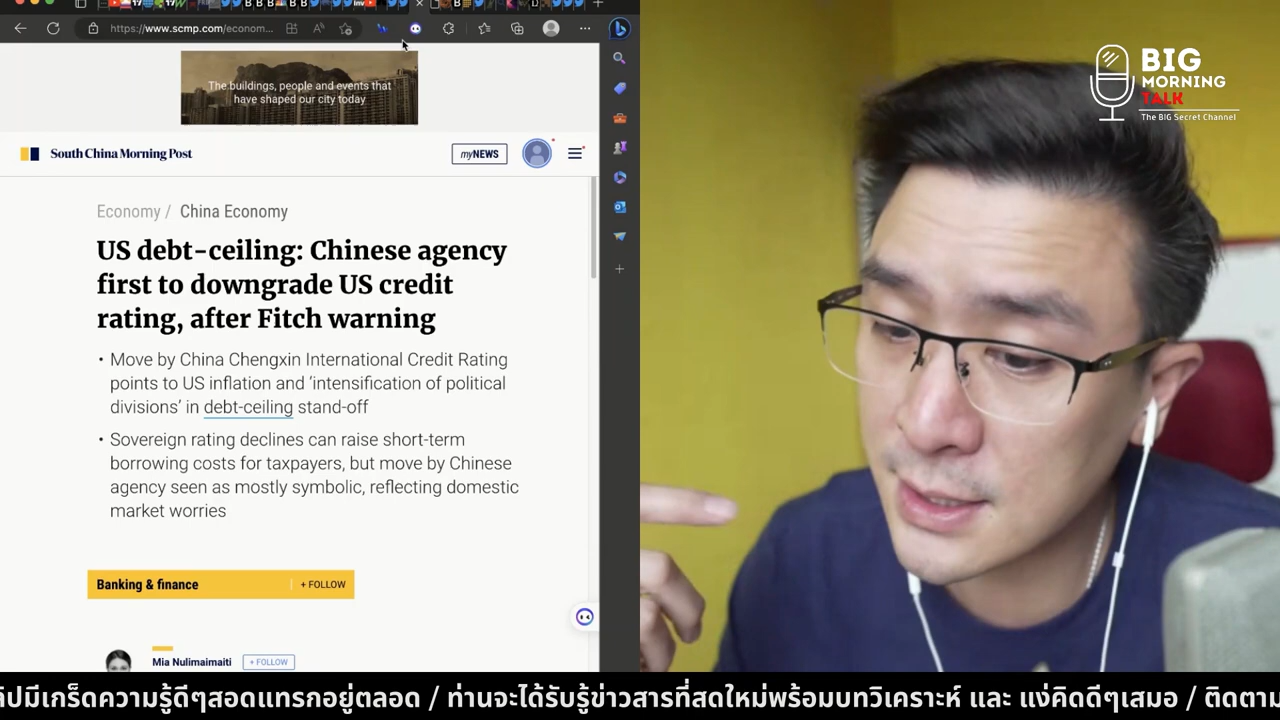 https://www.scmp.com/econom...
The buildings, people and events that
have shaped our city today
South China Morning Post
myNEWS
Economy / China Economy
US debt-ceiling: Chinese agency
first to downgrade US credit
rating, after Fitch warning
• Move by China Chengxin International Credit Rating
points to US inflation and ‘intensification of political
divisions’ in debt-ceiling stand-off
• Sovereign rating declines can raise short-term
borrowing costs for taxpayers, but move by Chinese
agency seen as mostly symbolic, reflecting domestic
market worries
Banking & finance + FOLLOW
Mia Nulimaimaiti + FOLLOW
BIG
MORNING
TALK
The BIG Secret Channel
มีเกร็ดความรู้ดีๆสอดแทรกอยู่ตลอด / ท่านจะได้รับรู้ข่าวสารที่สดใหม่พร้อมบทวิเคราะห์ และ แง่คิดดีๆเสมอ / ติดตาม